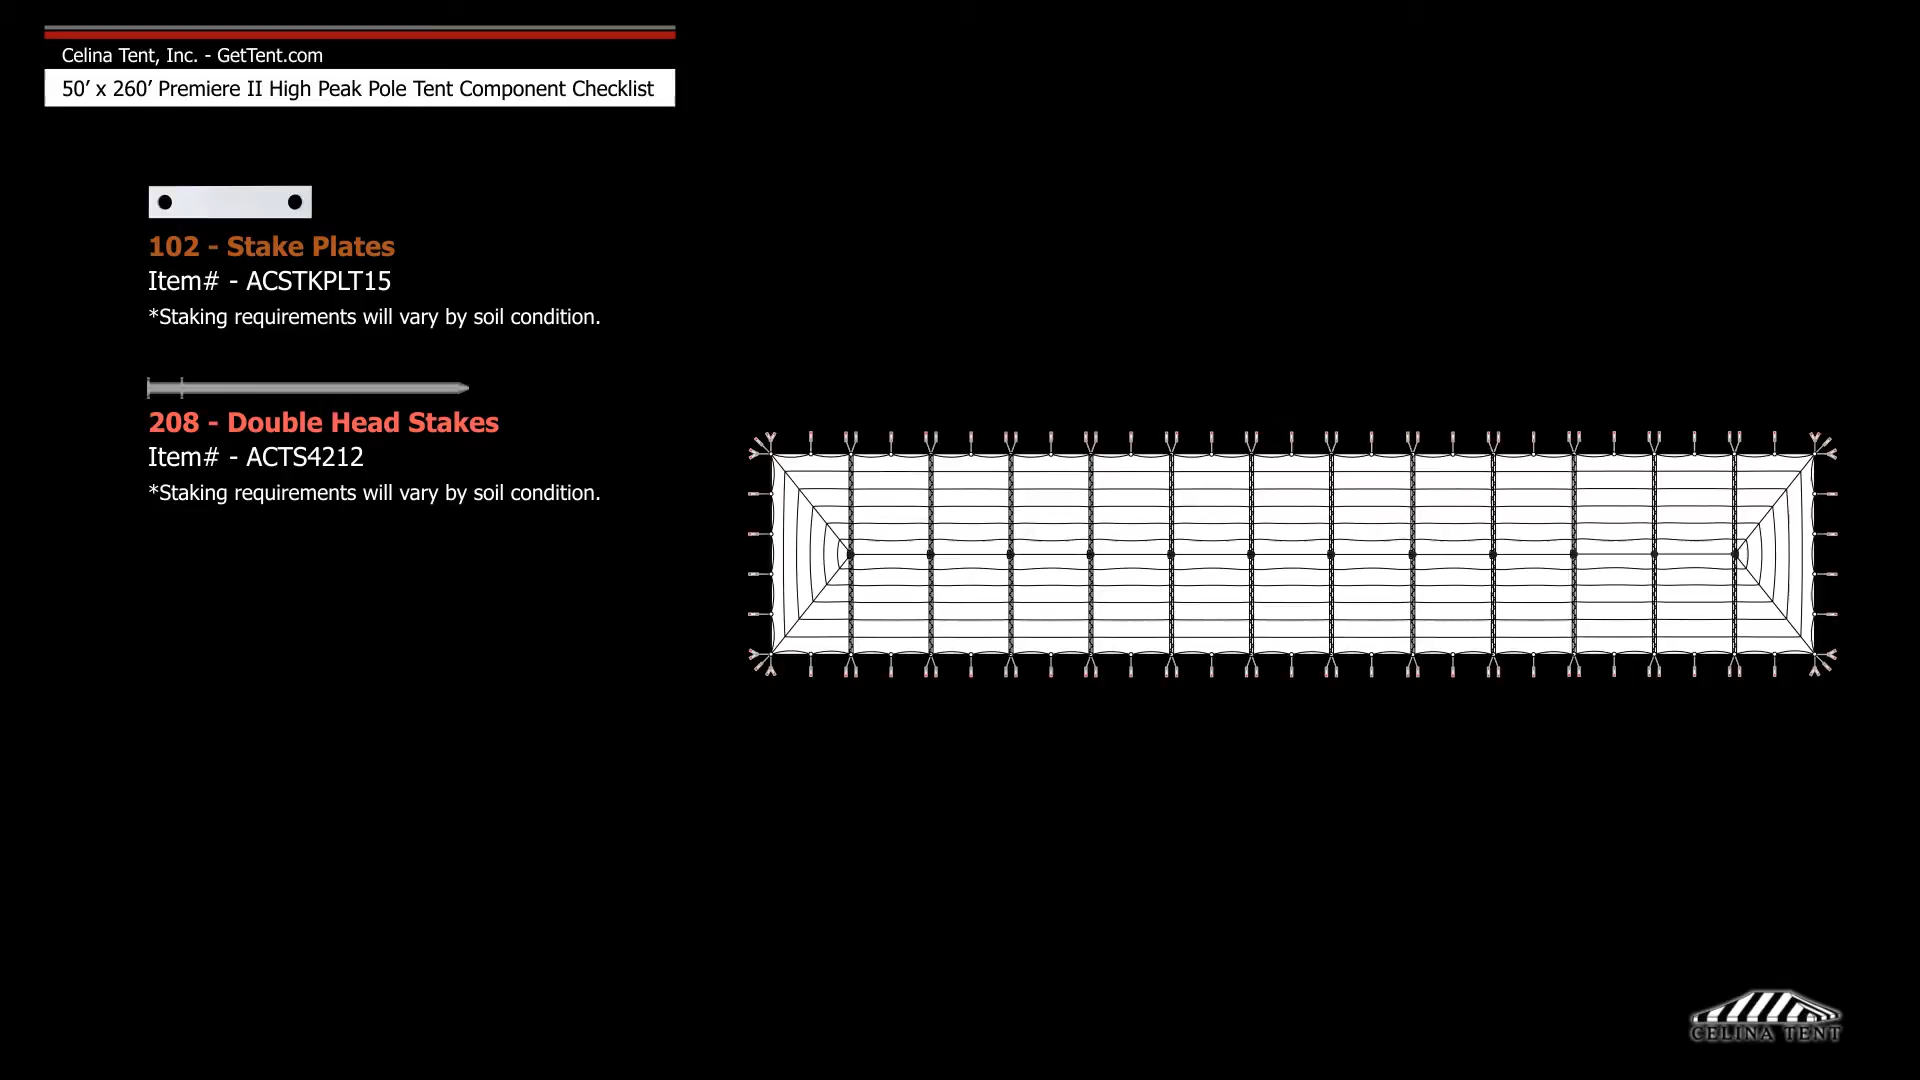 Celina Tent, Inc. - GetTent.com
50’ x 260’ Premiere II High Peak Pole Tent Component Checklist
102 - Stake Plates
Item# - ACSTKPLT15
*Staking requirements will vary by soil condition.
208 - Double Head Stakes
Item# - ACTS4212
*Staking requirements will vary by soil condition.
CELINA TENT